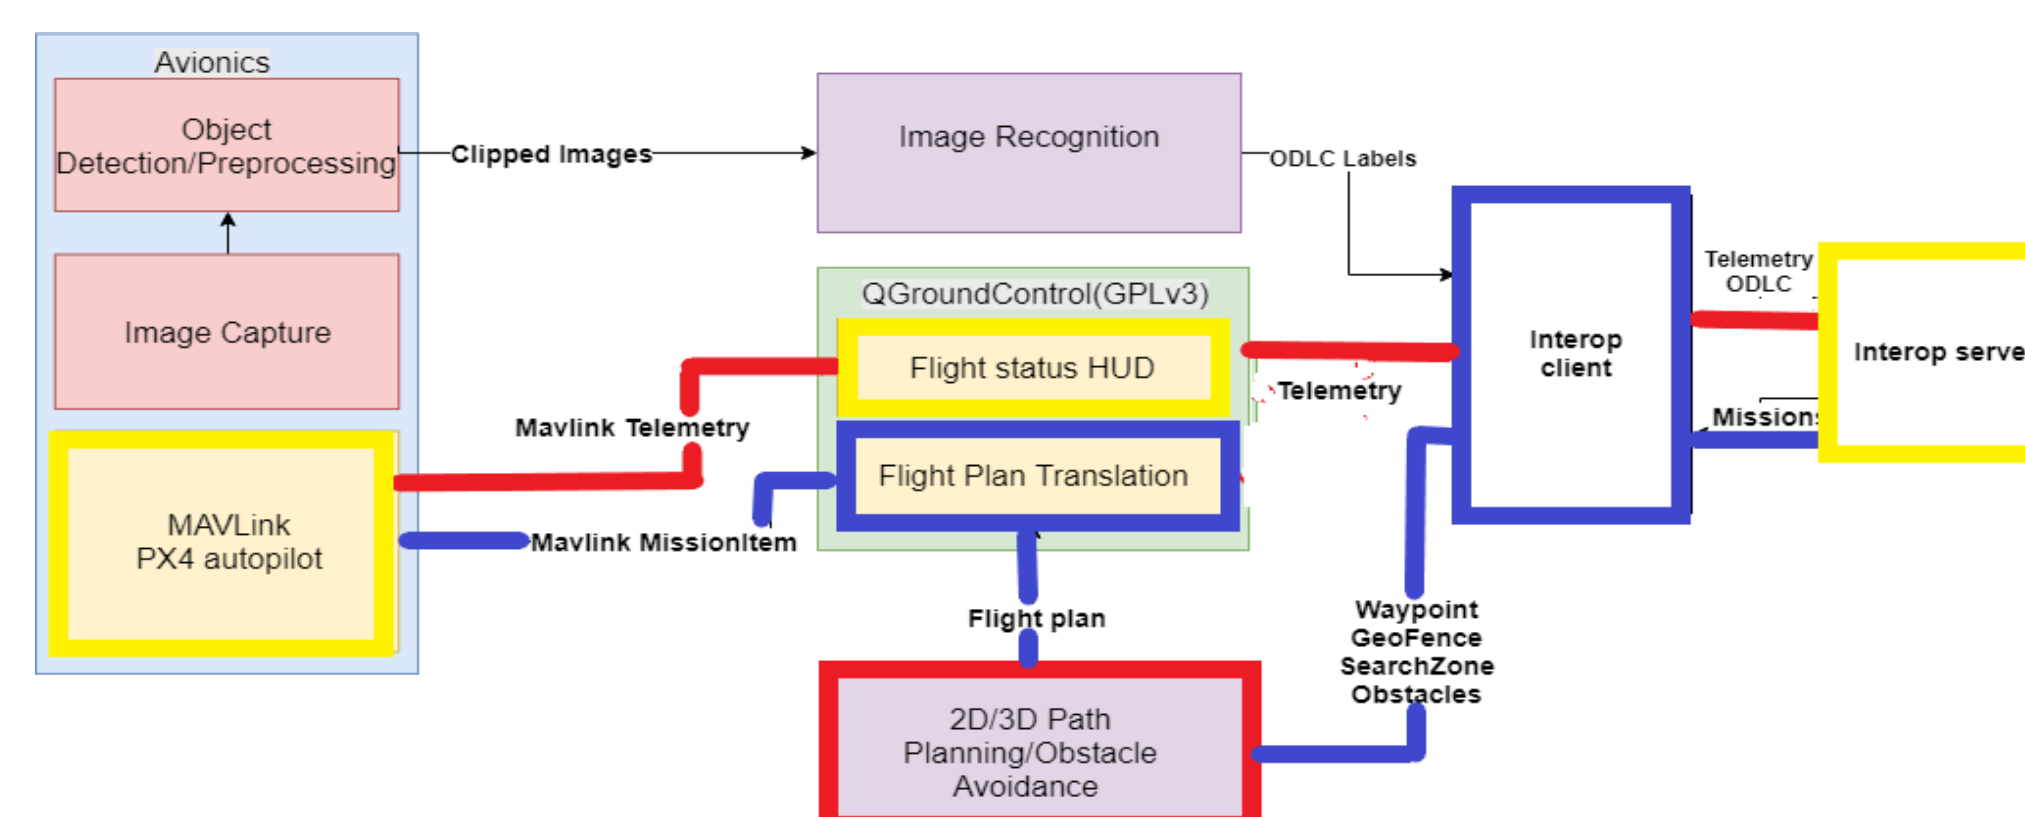 Avionics
Object
Detection/Preprocessing
Image Capture
MAVLink
PX4 autopilot
Clipped Images
Mavlink Telemetry
Mavlink MissionItem
Image Recognition
QGroundControl(GPLv3)
Flight status HUD
Flight Plan Translation
Flight plan
2D/3D Path
Planning/Obstacle
Avoidance
ODLC Labels
Telemetry
Waypoint
GeoFence
SearchZone
Obstacles
Interop
client
Telemetry
ODLC
Missions
Interop serve